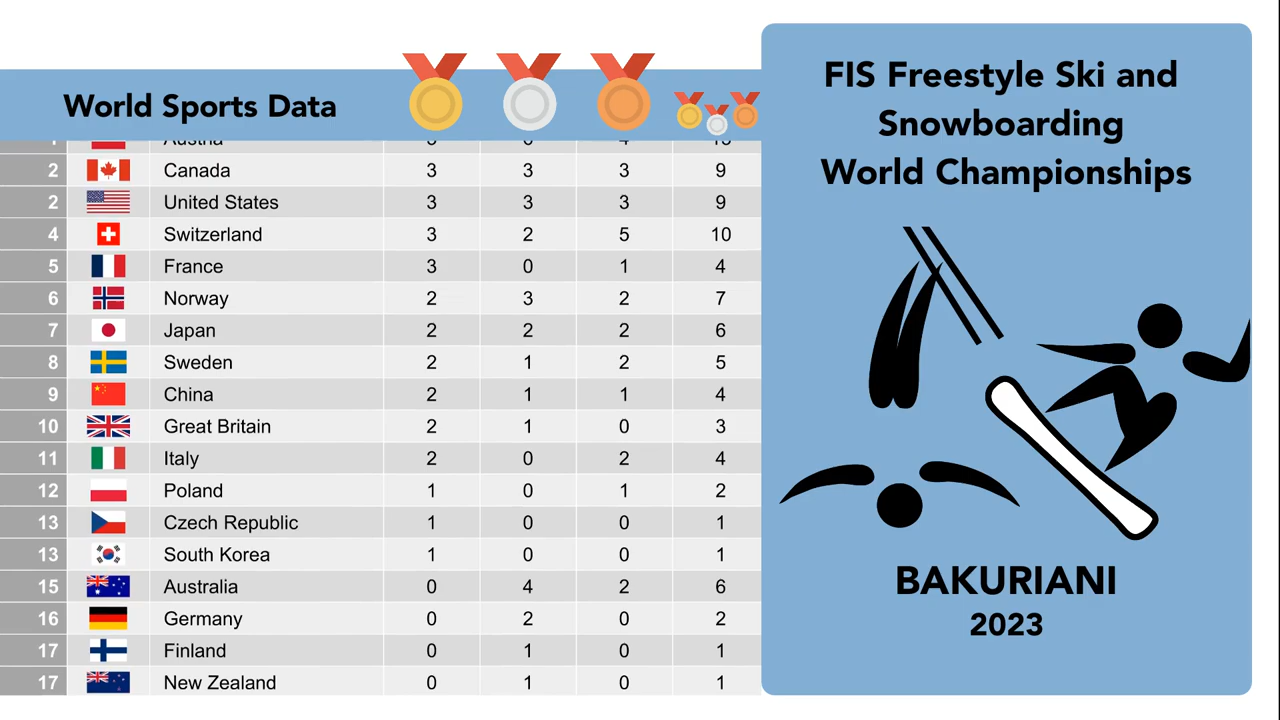 World Sports Data
Austria
2 Canada 3 3 3 9
2 United States 3 3 3 9
4 Switzerland 3 2 5 10
5 France 3 0 1 4
6 Norway 2 3 2 7
7 Japan 2 2 2 6
8 Sweden 2 1 2 5
9 China 2 1 1 4
10 Great Britain 2 1 0 3
11 Italy 2 0 2 4
12 Poland 1 0 1 2
13 Czech Republic 1 0 0 1
13 South Korea 1 0 0 1
15 Australia 0 4 2 6
16 Germany 0 2 0 2
17 Finland 0 1 0 1
17 New Zealand 0 1 0 1
FIS Freestyle Ski and
Snowboarding
World Championships
BAKURIANI
2023